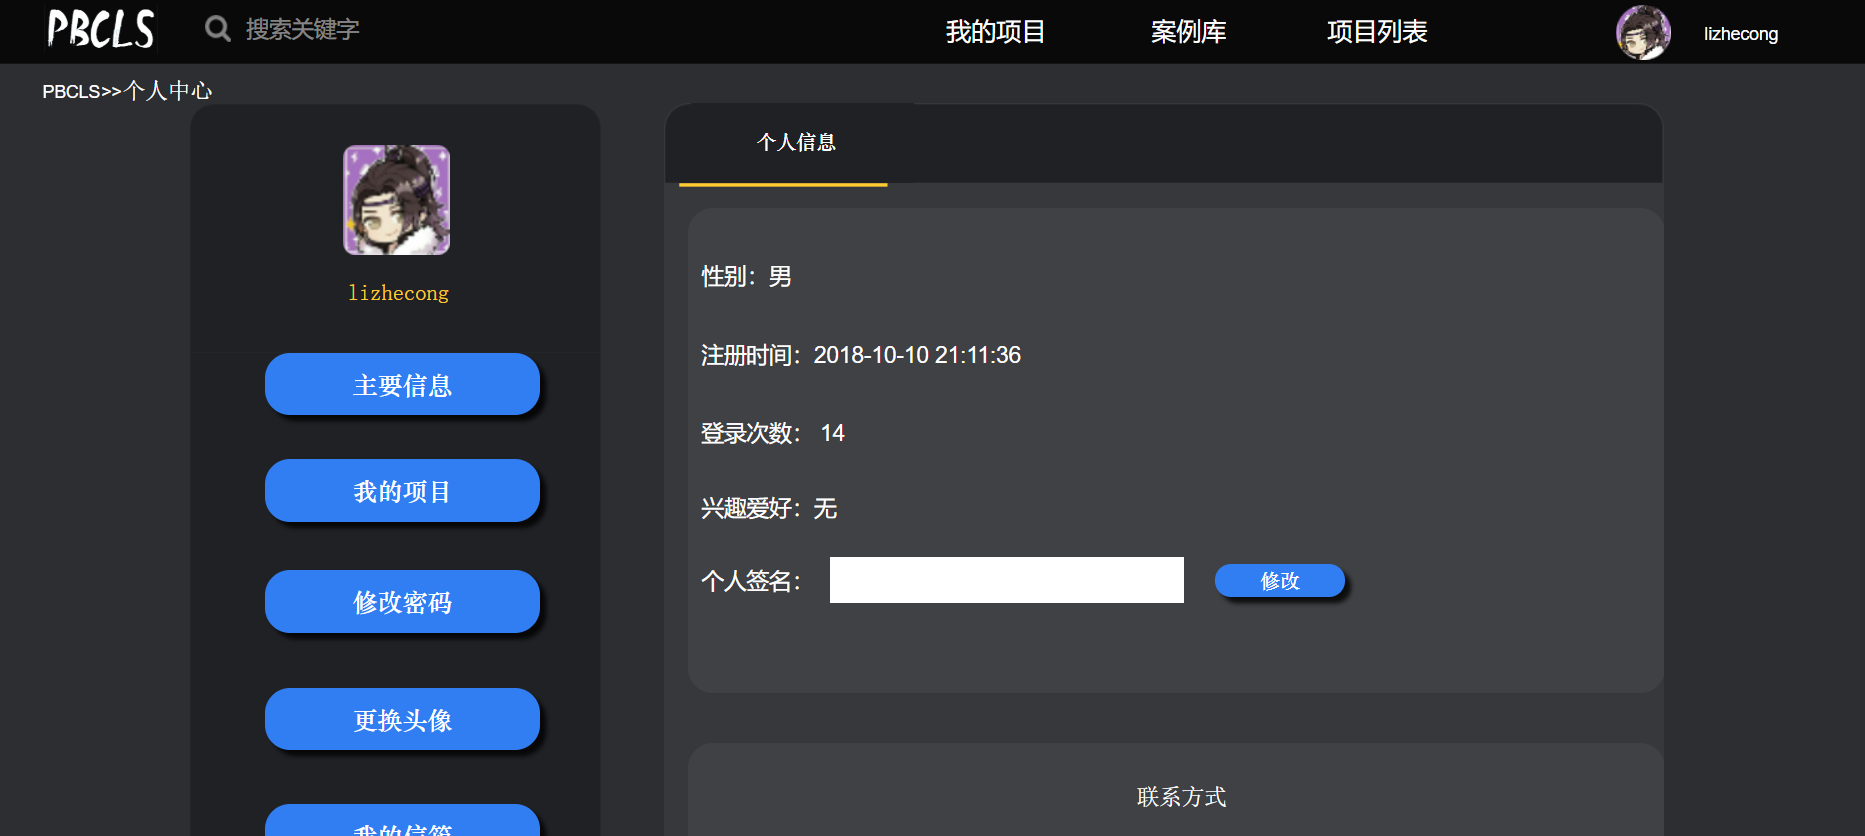 PBCLS
搜索关键字
我的项目
案例库
项目列表
lizhecong
PBCLS>>个人中心
lizhecong
主要信息
我的项目
修改密码
更换头像
个人信息
性别：男
注册时间：2018-10-10 21:11:36
登录次数： 14
兴趣爱好：无
个人签名：
修改
联系方式